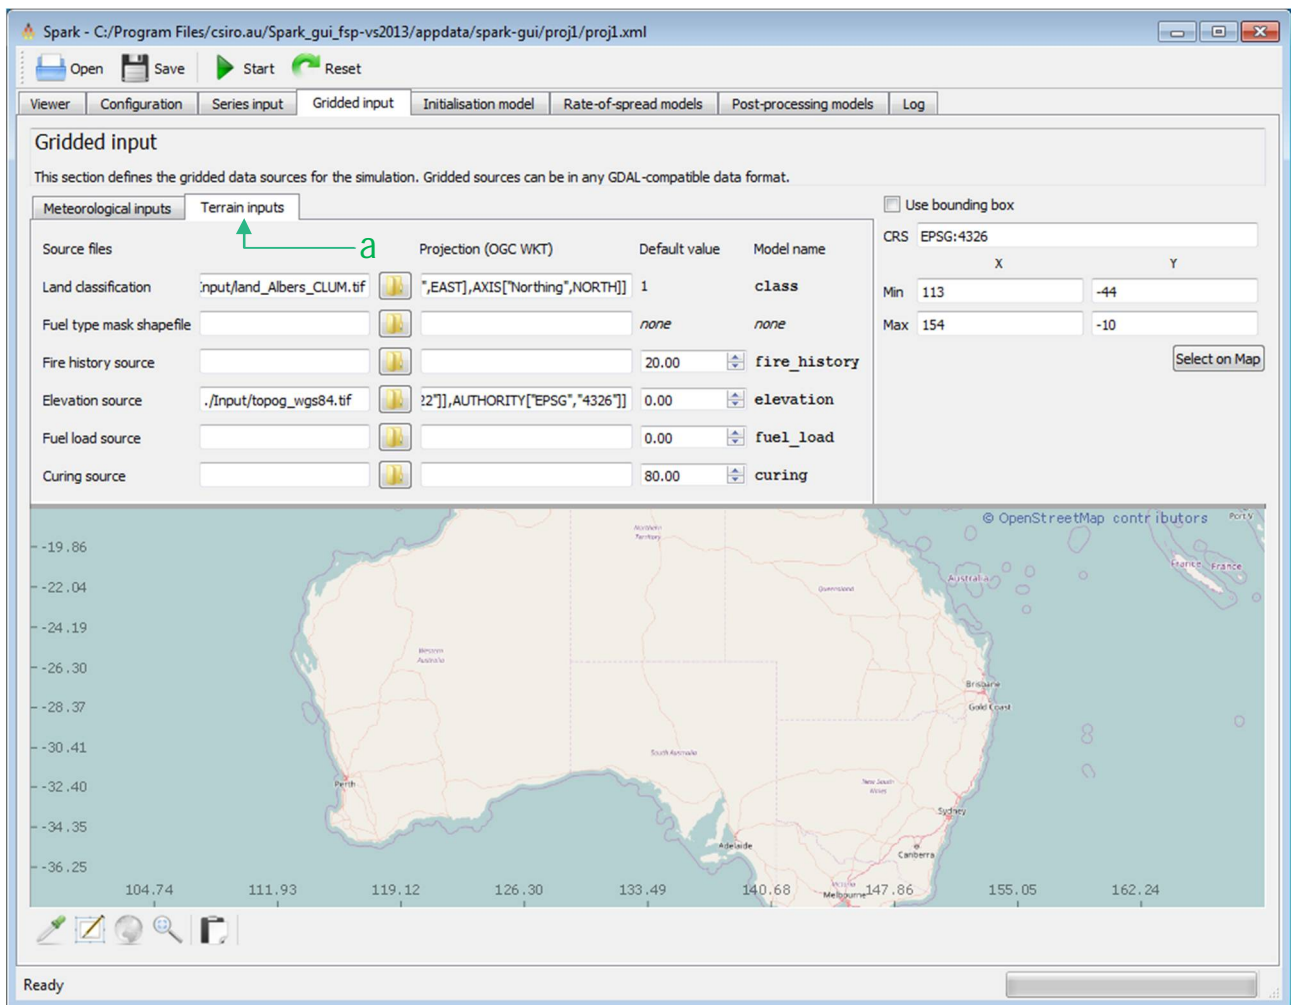 Spark - C:/Program Files/csiro.au/Spark_gui_fsp-vs2013/appdata/spark-gui/proj1/proj1.xml
Open Save Start Reset
Viewer Configuration Series input Gridded input Initialisation model Rate-of-spread models Post-processing models Log
Gridded input
This section defines the gridded data sources for the simulation. Gridded sources can be in any GDAL-compatible data format.
Meteorological inputs Terrain inputs
a
Source files Projection (OGC WKT) Default value Model name
Land classification Input/land_Albers_CLUM.tif ",EAST],AXIS["Northing",NORTH]] 1 class
Fuel type mask shapefile none none
Fire history source 20.00 fire_history
Elevation source ./Input/topog_wgs84.tif 22"]],AUTHORITY["EPSG","4326"]] 0.00 elevation
Fuel load source 0.00 fuel_load
Curing source 80.00 curing
Use bounding box
CRS EPSG:4326
X Y
Min 113 -44
Max 154 -10
Select on Map
© OpenStreetMap contributors
Northern
Territory
Port V
-19.86
France France
Australia
-22.04
Queensland
-24.19
Western
Australia
-26.30
Brisbane
-28.37
Gold Coast
-30.41
South Australia
-32.40
Perth
New South
Wales
Sydney
-34.35
Adelaide
Canberra
-36.25
Victoria
Melbourne
104.74 111.93 119.12 126.30 133.49 140.68 147.86 155.05 162.24
Ready